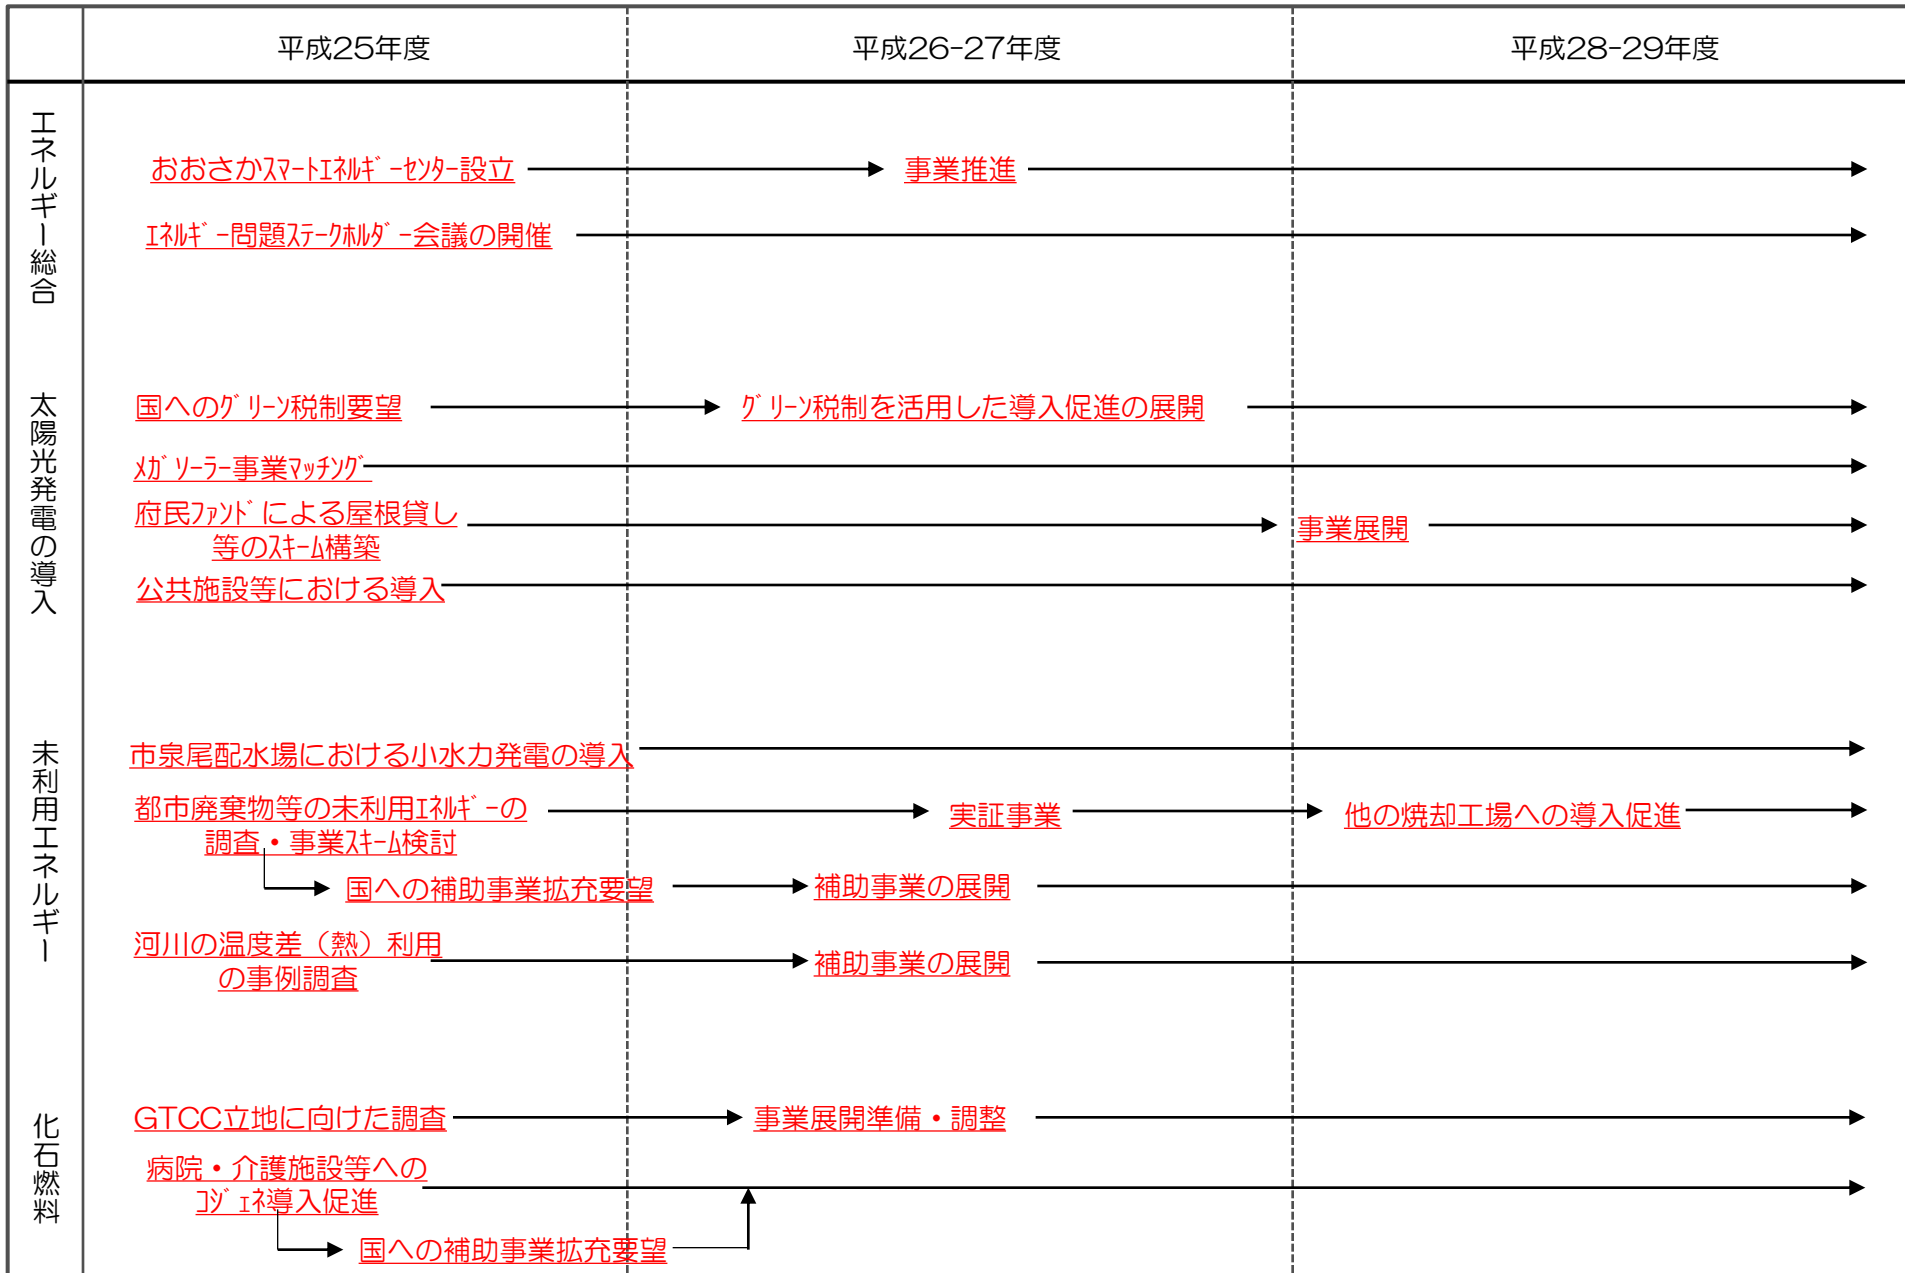 平成25年度
平成26-27年度
平成28-29年度
エネルギー総合
おおさかｽﾏｰﾄｴﾈﾙｷﾞｰｾﾝﾀｰ設立
事業推進
ｴﾈﾙｷﾞｰ問題ｽﾃｰｸﾎﾙﾀﾞｰ会議の開催
太陽光発電の導入
国へのｸﾞﾘｰﾝ税制要望
ｸﾞﾘｰﾝ税制を活用した導入促進の展開
ﾒｶﾞｿｰﾗｰ事業ﾏｯﾁﾝｸﾞ
府民ﾌｧﾝﾄﾞによる屋根貸し
等のｽｷｰﾑ構築
事業展開
公共施設等における導入
未利用エネルギー
市泉尾配水場における小水力発電の導入
都市廃棄物等の未利用ｴﾈﾙｷﾞｰの
調査・事業ｽｷｰﾑ検討
実証事業
他の焼却工場への導入促進
国への補助事業拡充要望
補助事業の展開
河川の温度差（熱）利用
の事例調査
補助事業の展開
化石燃料
GTCC立地に向けた調査
事業展開準備・調整
病院・介護施設等への
ｺｼﾞｪﾈ導入促進
国への補助事業拡充要望